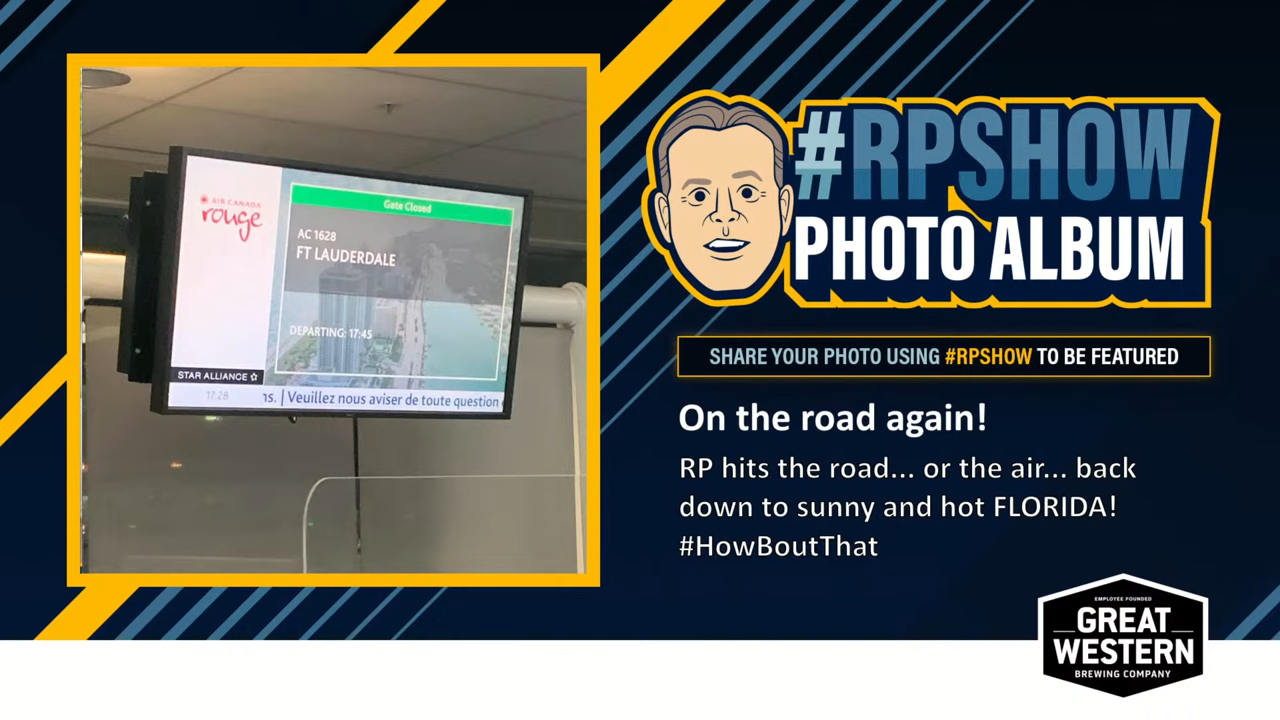 AIR CANADA
rouge
Gate Closed
AC 1628
FT LAUDERDALE
DEPARTING: 17:45
STAR ALLIANCE
17:28
ns. | Veuillez nous aviser de toute question
#RPSHOW
PHOTO ALBUM
SHARE YOUR PHOTO USING #RPSHOW TO BE FEATURED
On the road again!
RP hits the road... or the air... back
down to sunny and hot FLORIDA!
#HowBoutThat
EMPLOYEE FOUNDED
GREAT
WESTERN
BREWING COMPANY